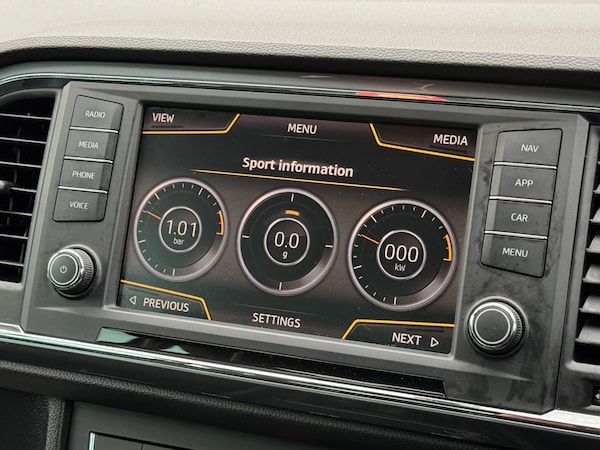 RADIO
MEDIA
PHONE
VOICE
VIEW
MENU
MEDIA
Sport information
1.01
bar
0.0
g
000
kW
PREVIOUS
SETTINGS
NEXT
NAV
APP
CAR
MENU